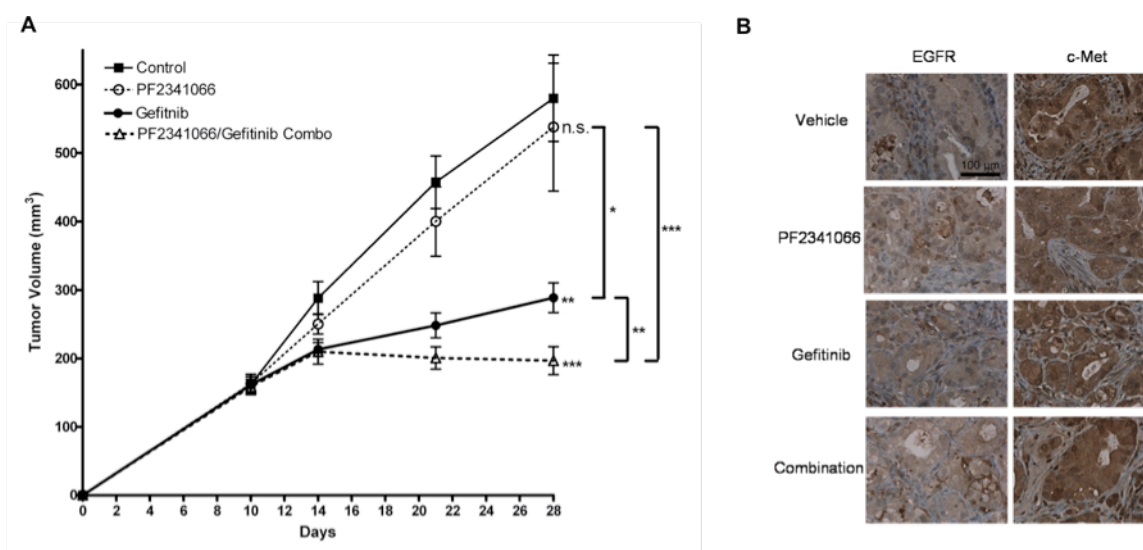 A
Control
PF2341066
Gefitnib
PF2341066/Gefitinib Combo
Tumor Volume (mm³)
600
500
400
300
200
100
0
0 2 4 6 8 10 12 14 16 18 20 22 24 26 28
Days
n.s.
**
***
*
**
***
B
EGFR c-Met
Vehicle
100 µm
PF2341066
Gefitinib
Combination